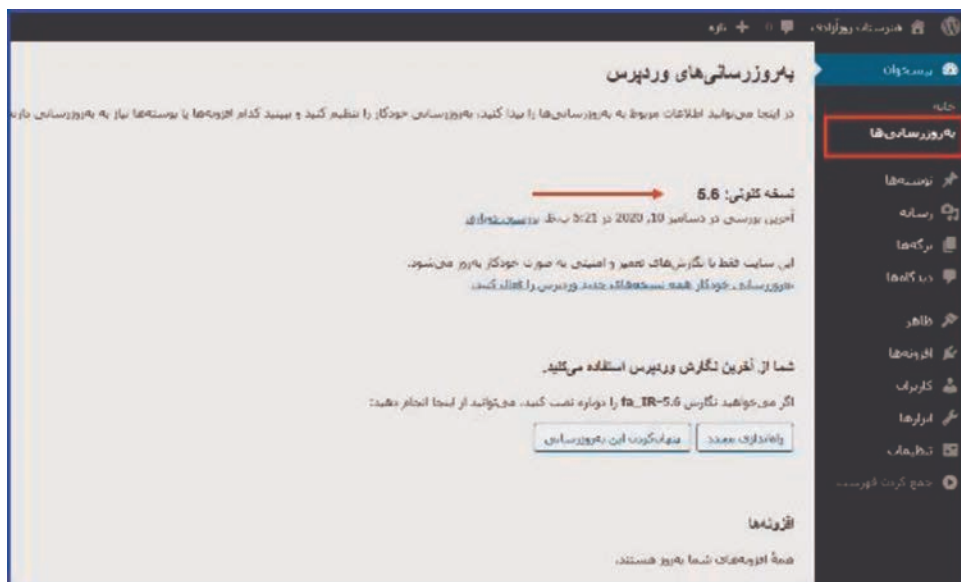 هنرستان روزآزادی 0 + تازه
پیشخوان
خانه
به‌روزرسانی‌ها
نوشته‌ها
رسانه
برگه‌ها
دیدگاه‌ها
نمایش
افزونه‌ها
کاربران
ابزارها
تنظیمات
جمع کردن فهرست
به‌روزرسانی‌های وردپرس
در اینجا می‌توانید اطلاعات مربوط به به‌روزرسانی‌ها را پیدا کنید، به‌روزرسانی خودکار را تنظیم کنید و ببینید کدام افزونه‌ها یا پوسته‌ها نیاز به به‌روزرسانی دارند
نسخه کنونی: 5.6
آخرین بررسی در دسامبر 10, 2020 در 5:21 ب.ظ. بررسی دوباره.
این سایت فقط با نگارش‌های تعمیر و امنیتی به صورت خودکار به‌روز می‌شود.
به‌روزرسانی خودکار همه نسخه‌های جدید وردپرس را فعال کنید.
شما از آخرین نگارش وردپرس استفاده می‌کنید.
اگر می‌خواهید نگارش 5.6–fa_IR را دوباره نصب کنید، می‌توانید از اینجا انجام دهید:
راه‌اندازی مجدد پنهان‌کردن این به‌روزرسانی
افزونه‌ها
همهٔ افزونه‌های شما به‌روز هستند.